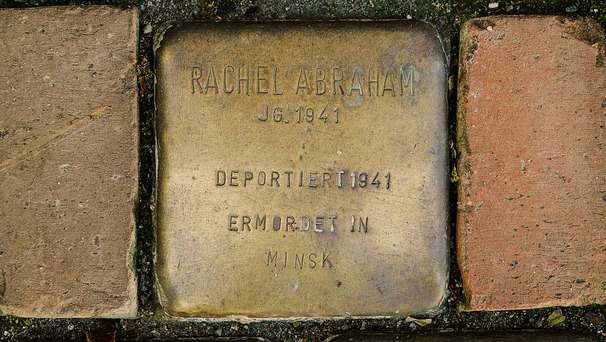 RACHEL ABRAHAM
JG. 1941
DEPORTIERT 1941
ERMORDET IN
MINSK